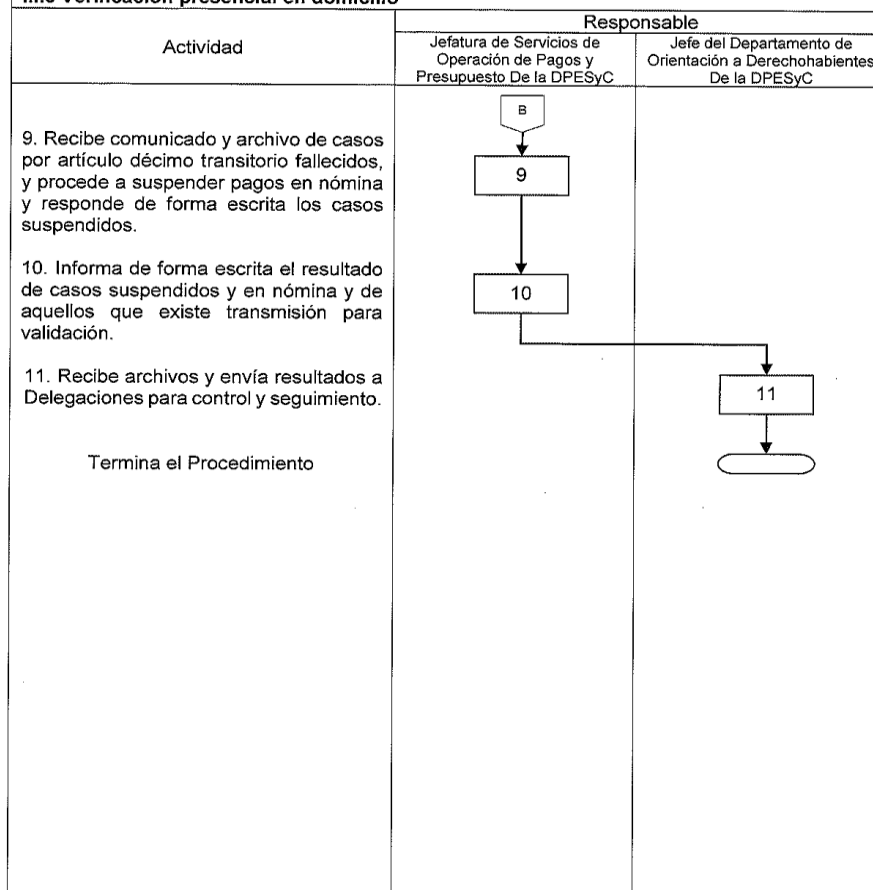 Verificación presencial en domicilio
Responsable
Actividad
Jefatura de Servicios de
Operación de Pagos y
Presupuesto De la DPESyC
Jefe del Departamento de
Orientación a Derechohabientes
De la DPESyC
B
9. Recibe comunicado y archivo de casos
por artículo décimo transitorio fallecidos,
y procede a suspender pagos en nómina
y responde de forma escrita los casos
suspendidos.
9
10. Informa de forma escrita el resultado
de casos suspendidos y en nómina y de
aquellos que existe transmisión para
validación.
10
11. Recibe archivos y envía resultados a
Delegaciones para control y seguimiento.
11
Termina el Procedimiento